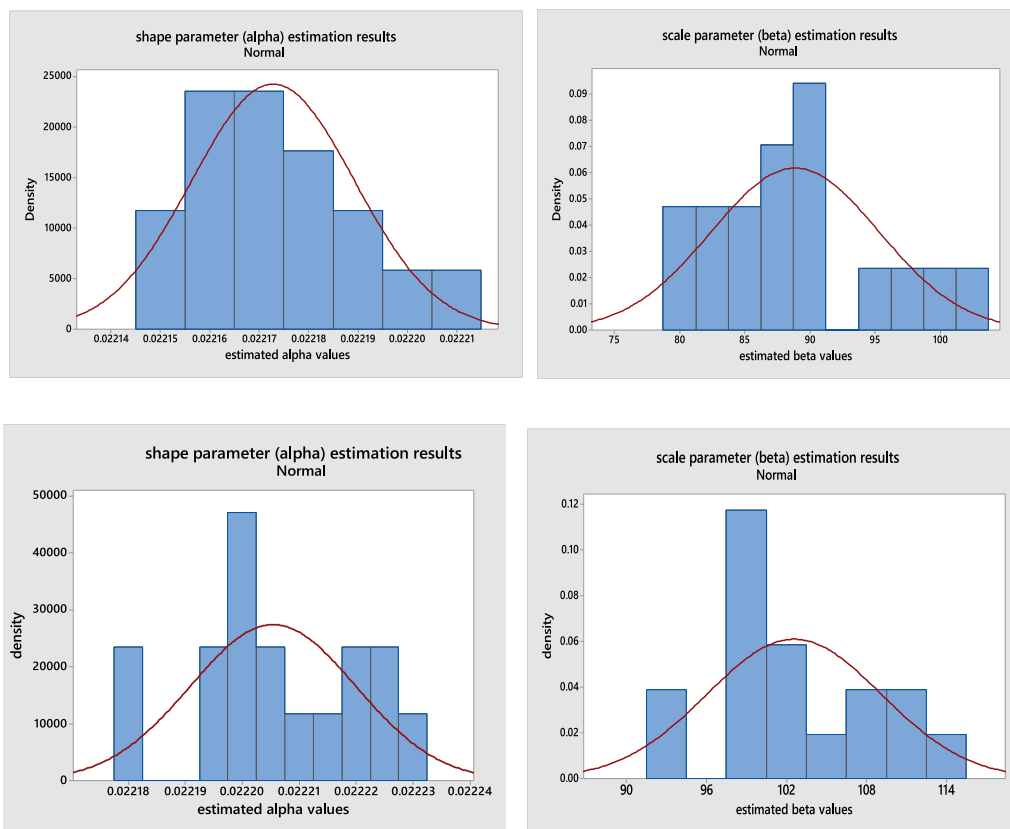 shape parameter (alpha) estimation results
Normal
25000
20000
15000
10000
5000
0
Density
0.02214 0.02215 0.02216 0.02217 0.02218 0.02219 0.02220 0.02221
estimated alpha values
scale parameter (beta) estimation results
Normal
0.09
0.08
0.07
0.06
0.05
0.04
0.03
0.02
0.01
0.00
Density
75 80 85 90 95 100
estimated beta values
shape parameter (alpha) estimation results
Normal
50000
40000
30000
20000
10000
0
density
0.02218 0.02219 0.02220 0.02221 0.02222 0.02223 0.02224
estimated alpha values
scale parameter (beta) estimation results
Normal
0.12
0.10
0.08
0.06
0.04
0.02
0.00
density
90 96 102 108 114
estimated beta values